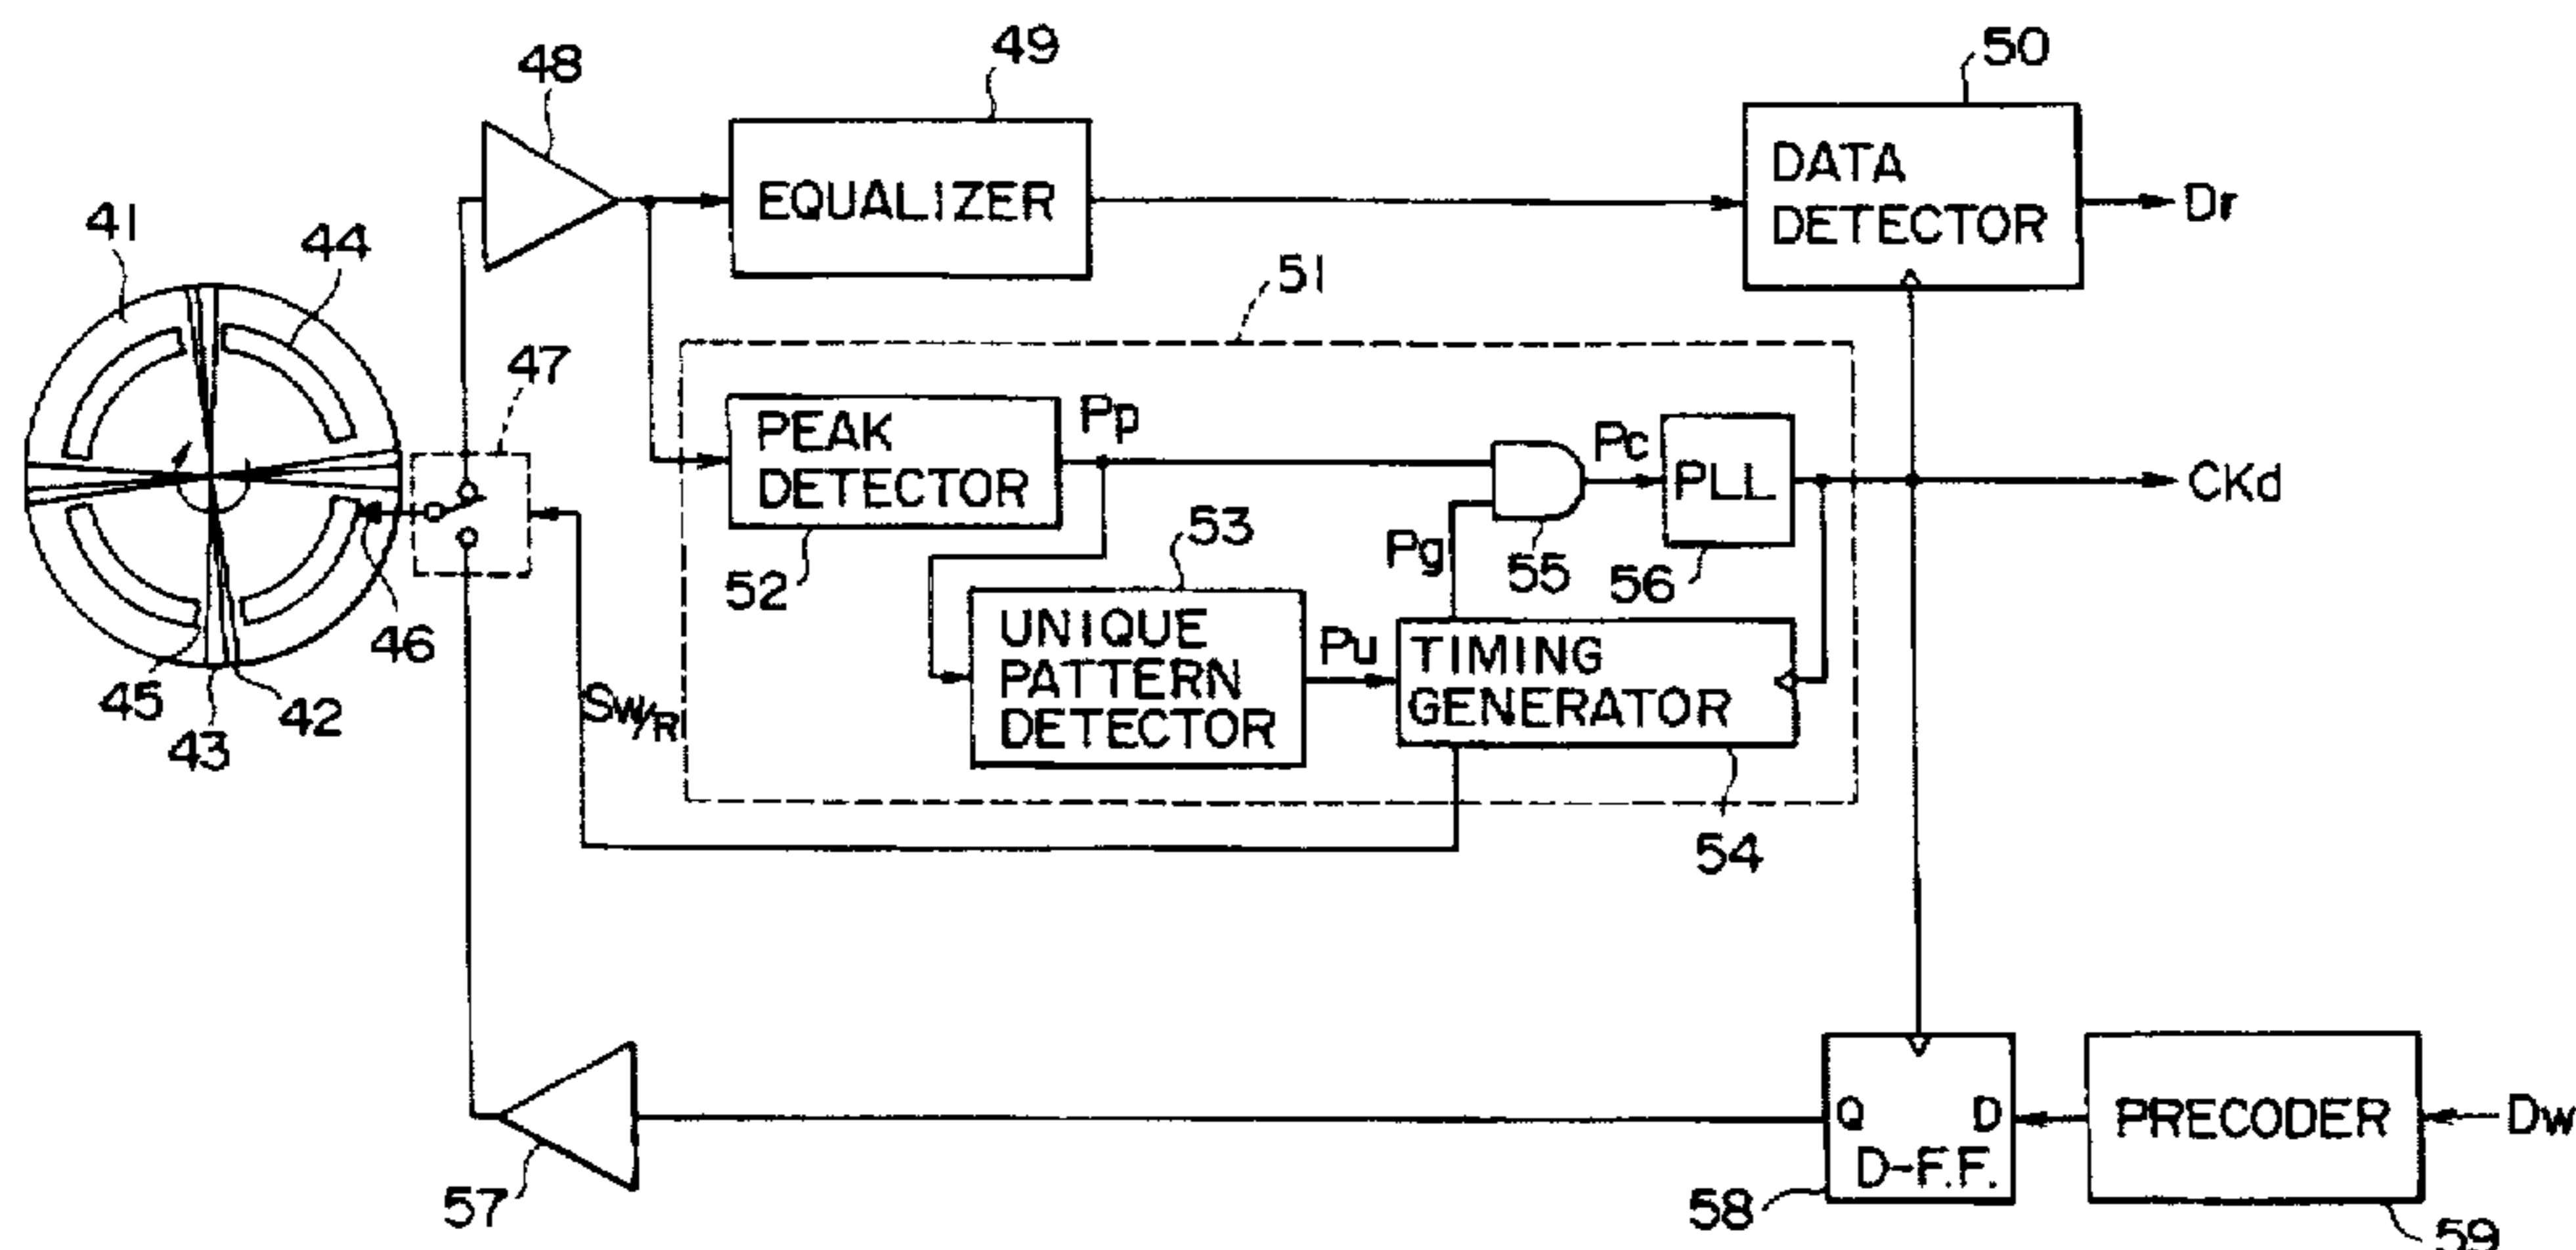 48
49
50
EQUALIZER
DATA
DETECTOR
Dr
41
44
51
47
PEAK
DETECTOR
Pp
Pc
PLL
CKd
52
53
Pg
55
56
46
UNIQUE
PATTERN
DETECTOR
Pu
TIMING
GENERATOR
45
43
42
SW/R
54
57
Q
D
D-F.F.
58
PRECODER
Dw
59